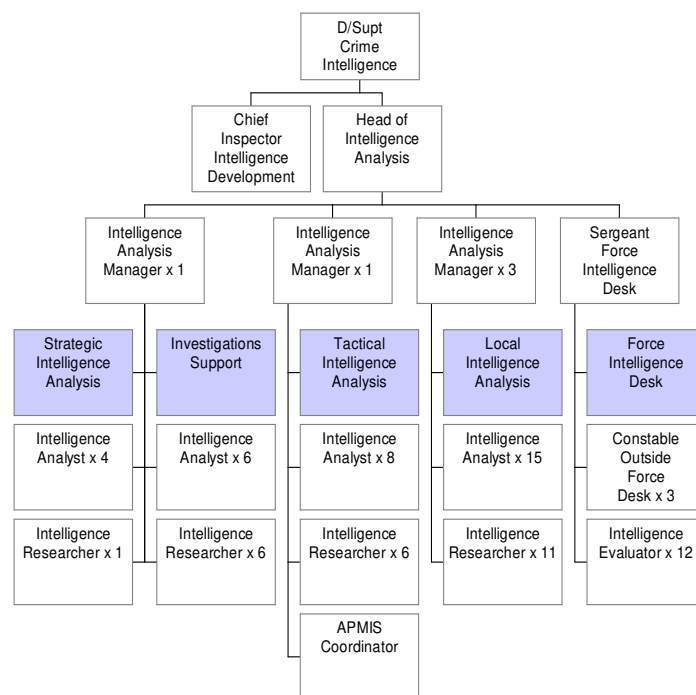 D/Supt
Crime
Intelligence
Chief
Inspector
Intelligence
Development
Head of
Intelligence
Analysis
Intelligence
Analysis
Manager x 1
Intelligence
Analysis
Manager x 1
Intelligence
Analysis
Manager x 3
Sergeant
Force
Intelligence
Desk
Strategic
Intelligence
Analysis
Investigations
Support
Tactical
Intelligence
Analysis
Local
Intelligence
Analysis
Force
Intelligence
Desk
Intelligence
Analyst x 4
Intelligence
Analyst x 6
Intelligence
Analyst x 8
Intelligence
Analyst x 15
Constable
Outside
Force
Desk x 3
Intelligence
Researcher x 1
Intelligence
Researcher x 6
Intelligence
Researcher x 6
Intelligence
Researcher x 11
Intelligence
Evaluator x 12
APMIS
Coordinator